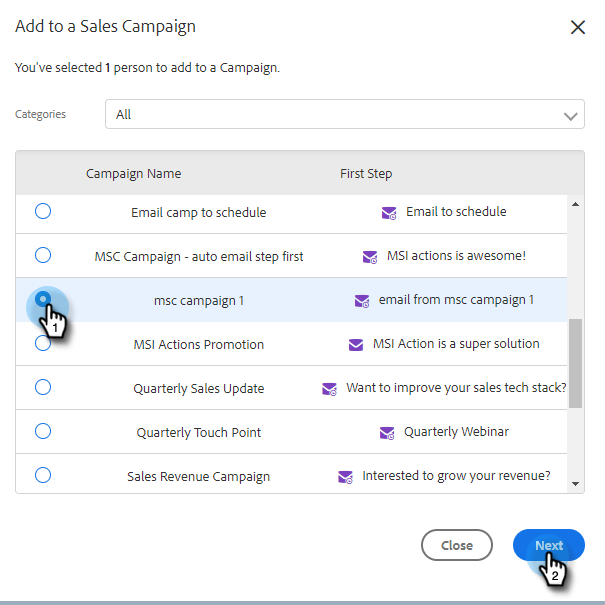 Add to a Sales Campaign
You've selected 1 person to add to a Campaign.
Categories All
Campaign Name First Step
Email camp to schedule Email to schedule
MSC Campaign - auto email step first MSI actions is awesome!
msc campaign 1 email from msc campaign 1
1
MSI Actions Promotion MSI Action is a super solution
Quarterly Sales Update Want to improve your sales tech stack?
Quarterly Touch Point Quarterly Webinar
Sales Revenue Campaign Interested to grow your revenue?
Close Next
2